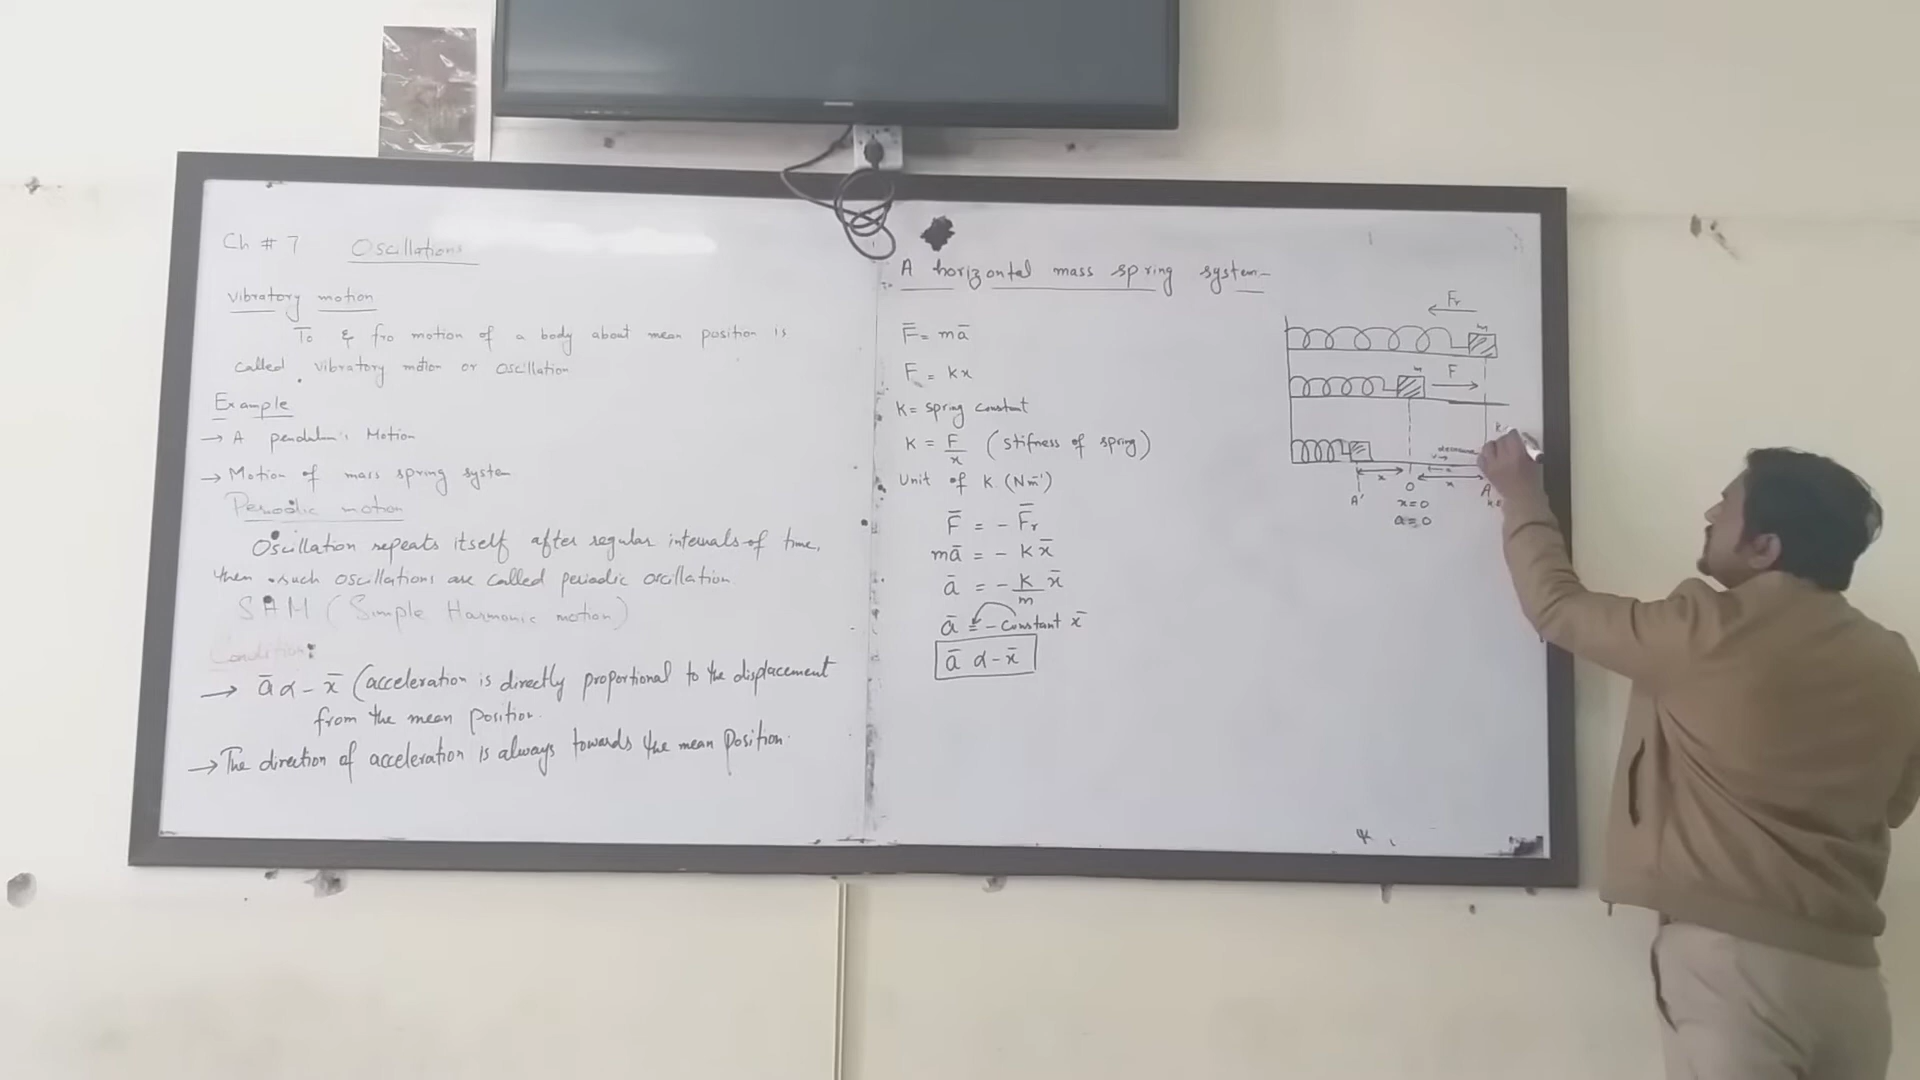 Ch # 7 Oscillations
Vibratory motion
To & fro motion of a body about mean position is
called vibratory motion or Oscillation
Example
→ A pendulum's Motion
→ Motion of mass spring system
Periodic motion
Oscillation repeats itself after regular intervals of time,
then such oscillations are called periodic oscillation.
SHM (Simple Harmonic motion)
Condition:
→ a̅ α - x̅ (acceleration is directly proportional to the displacement
from the mean position.
→ The direction of acceleration is always towards the mean Position.
A horizontal mass spring system
F̅ = ma̅
F = kx
K = spring constant
K = F/x (stifness of spring)
Unit of K (Nm⁻¹)
F̅ = - F̅r
ma̅ = - Kx̅
a̅ = - K/m x̅
a̅ = - constant x̅
a̅ α - x̅
Fr
m
m
F
x x
A' O A
x=0
a=0